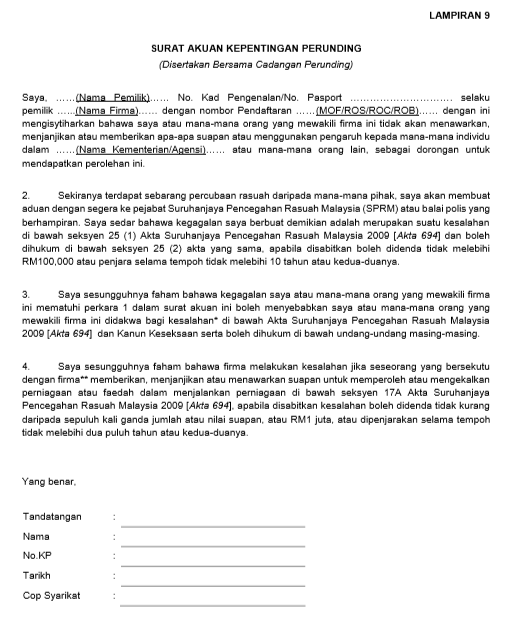 LAMPIRAN 9
SURAT AKUAN KEPENTINGAN PERUNDING
(Disertakan Bersama Cadangan Perunding)
Saya, ......(Nama Pemilik)...... No. Kad Pengenalan/No. Pasport ................................ selaku
pemilik ......(Nama Firma)...... dengan nombor Pendaftaran ......(MOF/ROS/ROC/ROB)...... dengan ini
mengisytiharkan bahawa saya atau mana-mana orang yang mewakili firma ini tidak akan menawarkan,
menjanjikan atau memberikan apa-apa suapan atau menggunakan pengaruh kepada mana-mana individu
dalam ......(Nama Kementerian/Agensi)...... atau mana-mana orang lain, sebagai dorongan untuk
mendapatkan perolehan ini.
2. Sekiranya terdapat sebarang percubaan rasuah daripada mana-mana pihak, saya akan membuat
aduan dengan segera ke pejabat Suruhanjaya Pencegahan Rasuah Malaysia (SPRM) atau balai polis yang
berhampiran. Saya sedar bahawa kegagalan saya berbuat demikian adalah merupakan suatu kesalahan
di bawah seksyen 25 (1) Akta Suruhanjaya Pencegahan Rasuah Malaysia 2009 [Akta 694] dan boleh
dihukum di bawah seksyen 25 (2) akta yang sama, apabila disabitkan boleh didenda tidak melebihi
RM100,000 atau penjara selama tempoh tidak melebihi 10 tahun atau kedua-duanya.
3. Saya sesungguhnya faham bahawa kegagalan saya atau mana-mana orang yang mewakili firma
ini mematuhi perkara 1 dalam surat akuan ini boleh menyebabkan saya atau mana-mana orang yang
mewakili firma ini didakwa bagi kesalahan* di bawah Akta Suruhanjaya Pencegahan Rasuah Malaysia
2009 [Akta 694] dan Kanun Keseksaan serta boleh dihukum di bawah undang-undang masing-masing.
4. Saya sesungguhnya faham bahawa firma melakukan kesalahan jika seseorang yang bersekutu
dengan firma** memberikan, menjanjikan atau menawarkan suapan untuk memperoleh atau mengekalkan
perniagaan atau faedah dalam menjalankan perniagaan di bawah seksyen 17A Akta Suruhanjaya
Pencegahan Rasuah Malaysia 2009 [Akta 694], apabila disabitkan kesalahan boleh didenda tidak kurang
daripada sepuluh kali ganda jumlah atau nilai suapan, atau RM1 juta, atau dipenjarakan selama tempoh
tidak melebihi dua puluh tahun atau kedua-duanya.
Yang benar,
Tandatangan :
Nama :
No.KP :
Tarikh :
Cop Syarikat :